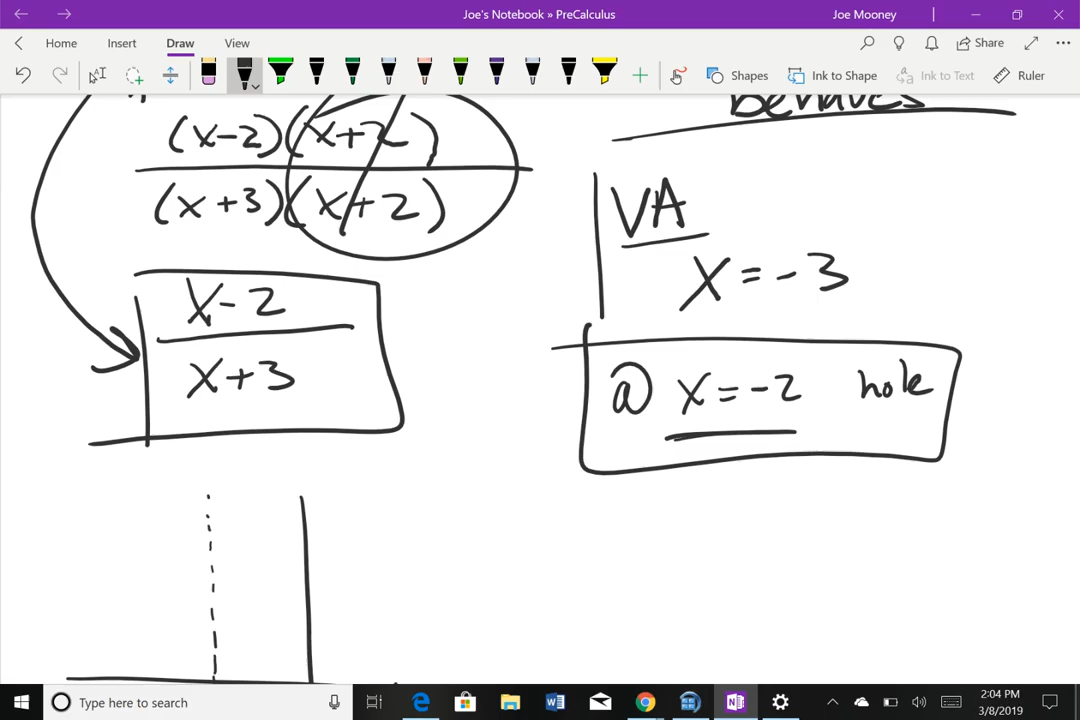 Joe's Notebook » PreCalculus
Joe Mooney
Home Insert Draw View
Share
Shapes Ink to Shape Ink to Text Ruler
Behaves
(x-2)(x+2)
(x+3)(x+2)
VA
x = -3
x-2
x+3
@ x = -2 hole
Type here to search
2:04 PM
3/8/2019